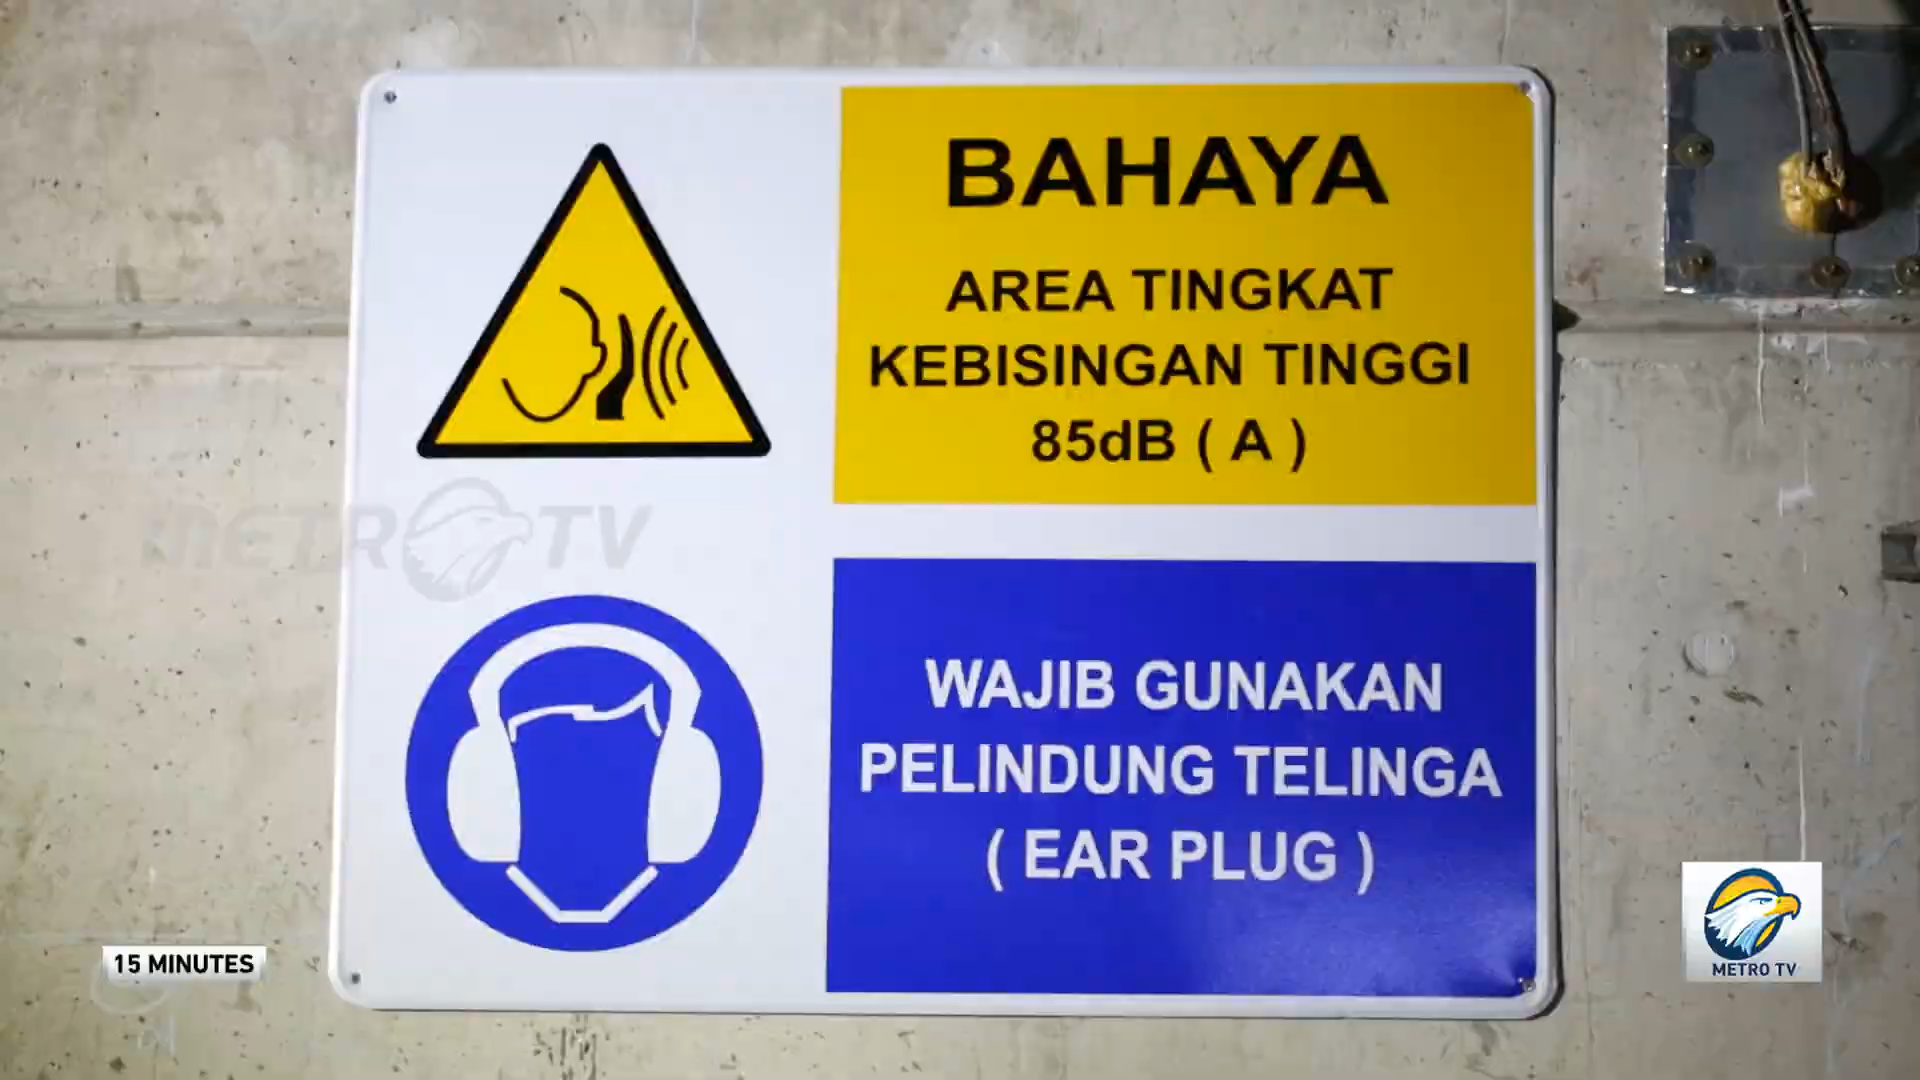 BAHAYA
AREA TINGKAT
KEBISINGAN TINGGI
85dB ( A )
METRO TV
WAJIB GUNAKAN
PELINDUNG TELINGA
( EAR PLUG )
15 MINUTES
METRO TV